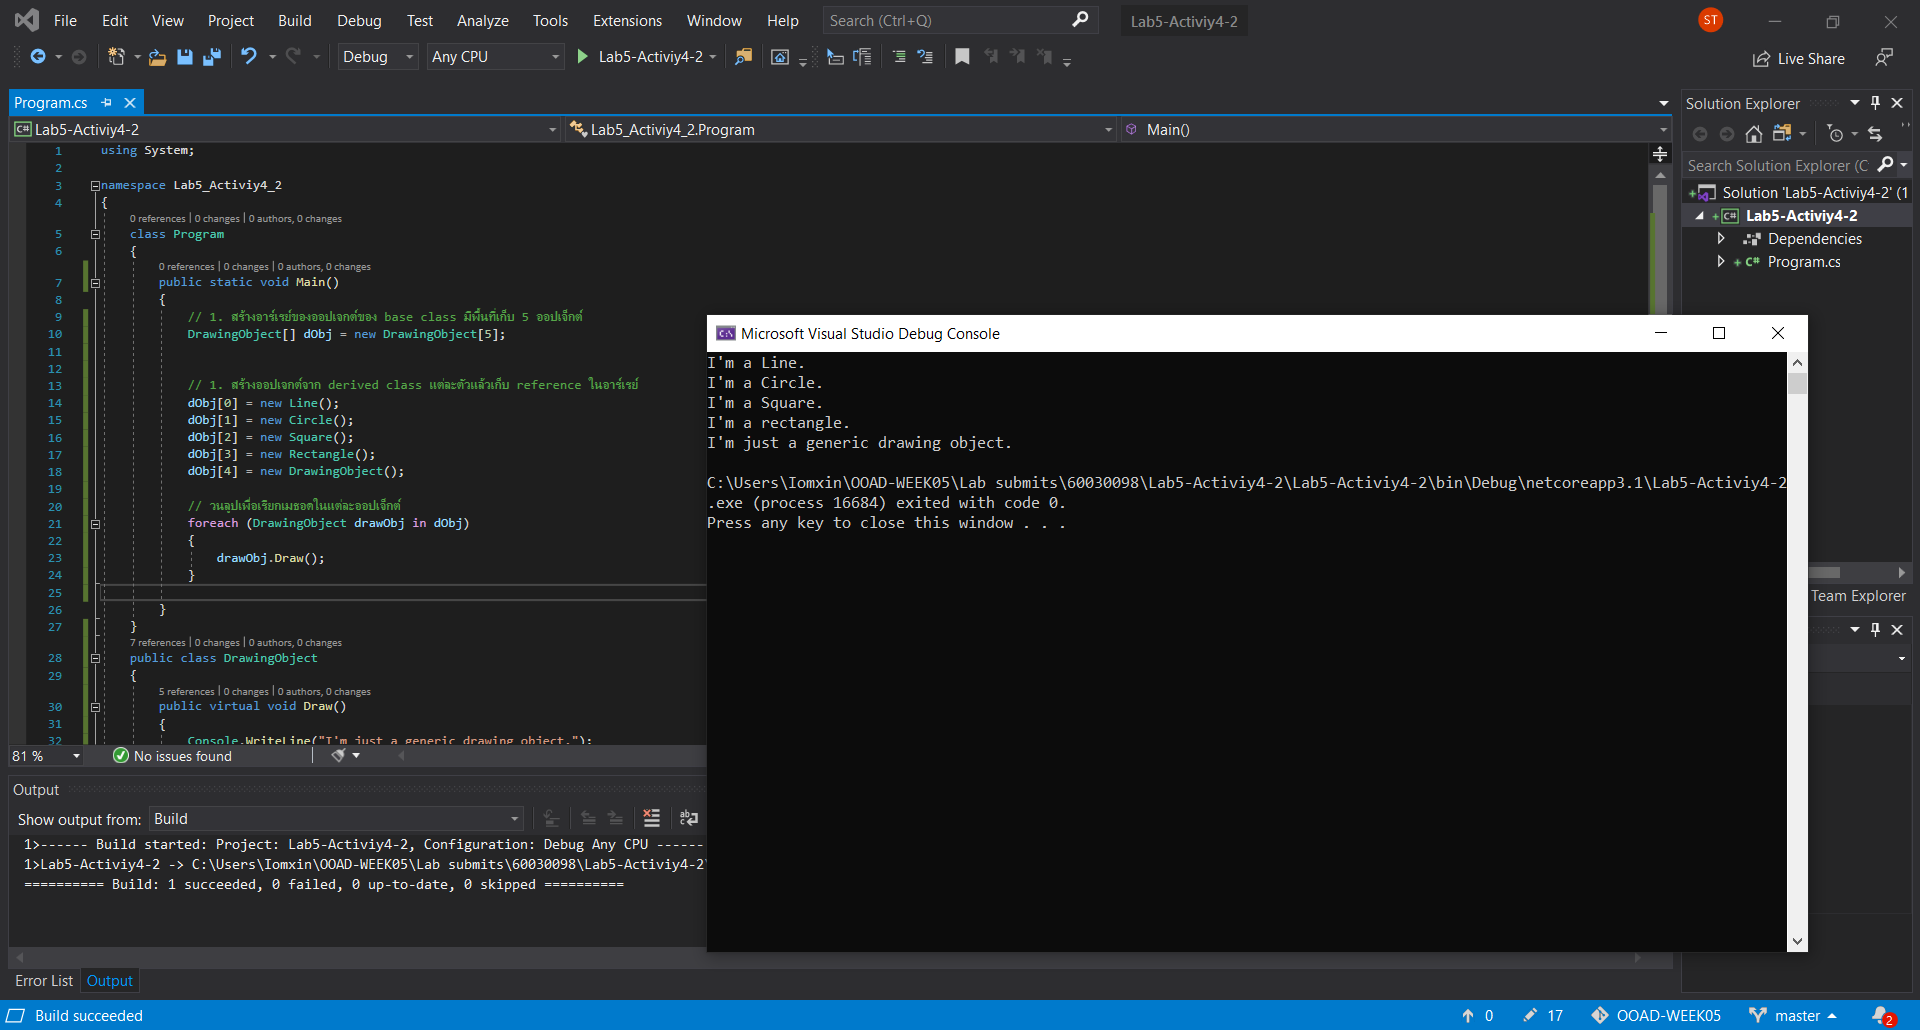 File Edit View Project Build Debug Test Analyze Tools Extensions Window Help Search (Ctrl+Q) Lab5-Activiy4-2 ST
Debug Any CPU Lab5-Activiy4-2 Live Share
Program.cs
Lab5-Activiy4-2 Lab5_Activiy4_2.Program Main()
1 using System;
2
3 namespace Lab5_Activiy4_2
4 {
0 references | 0 changes | 0 authors, 0 changes
5 class Program
6 {
0 references | 0 changes | 0 authors, 0 changes
7 public static void Main()
8 {
9 // 1. สร้างอาร์เรย์ของออปเจกต์ของ base class มีพื้นที่เก็บ 5 ออปเจ็กต์
10 DrawingObject[] dObj = new DrawingObject[5];
11
12
13 // 1. สร้างออปเจกต์จาก derived class แต่ละตัวแล้วเก็บ reference ในอาร์เรย์
14 dObj[0] = new Line();
15 dObj[1] = new Circle();
16 dObj[2] = new Square();
17 dObj[3] = new Rectangle();
18 dObj[4] = new DrawingObject();
19
20 // วนลูปเพื่อเรียกเมธอดในแต่ละออปเจ็กต์
21 foreach (DrawingObject drawObj in dObj)
22 {
23 drawObj.Draw();
24 }
25
26 }
27 }
7 references | 0 changes | 0 authors, 0 changes
28 public class DrawingObject
29 {
5 references | 0 changes | 0 authors, 0 changes
30 public virtual void Draw()
31 {
32 Console.WriteLine("I'm just a generic drawing object.");
81 % No issues found
Output
Show output from: Build
1>------ Build started: Project: Lab5-Activiy4-2, Configuration: Debug Any CPU ------
1>Lab5-Activiy4-2 -> C:\Users\Iomxin\OOAD-WEEK05\Lab submits\60030098\Lab5-Activiy4-2\
========== Build: 1 succeeded, 0 failed, 0 up-to-date, 0 skipped ==========
Error List Output
Microsoft Visual Studio Debug Console
I'm a Line.
I'm a Circle.
I'm a Square.
I'm a rectangle.
I'm just a generic drawing object.
C:\Users\Iomxin\OOAD-WEEK05\Lab submits\60030098\Lab5-Activiy4-2\Lab5-Activiy4-2\bin\Debug\netcoreapp3.1\Lab5-Activiy4-2
.exe (process 16684) exited with code 0.
Press any key to close this window . . .
Solution Explorer
Search Solution Explorer (C
Solution 'Lab5-Activiy4-2' (1
C# Lab5-Activiy4-2
Dependencies
C# Program.cs
Team Explorer
Build succeeded 0 17 OOAD-WEEK05 master 2